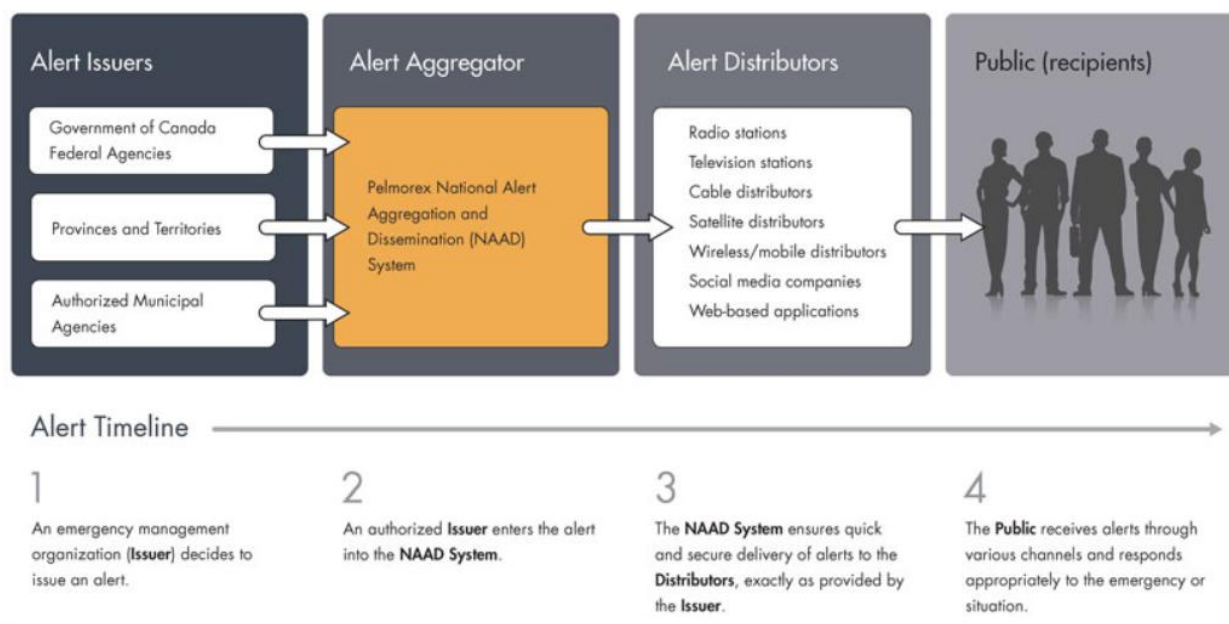 Alert Issuers
Government of Canada
Federal Agencies
Provinces and Territories
Authorized Municipal
Agencies
Alert Aggregator
Pelmorex National Alert
Aggregation and
Dissemination (NAAD)
System
Alert Distributors
Radio stations
Television stations
Cable distributors
Satellite distributors
Wireless/mobile distributors
Social media companies
Web-based applications
Public (recipients)
Alert Timeline
1
An emergency management
organization (Issuer) decides to
issue an alert.
2
An authorized Issuer enters the alert
into the NAAD System.
3
The NAAD System ensures quick
and secure delivery of alerts to the
Distributors, exactly as provided by
the Issuer.
4
The Public receives alerts through
various channels and responds
appropriately to the emergency or
situation.